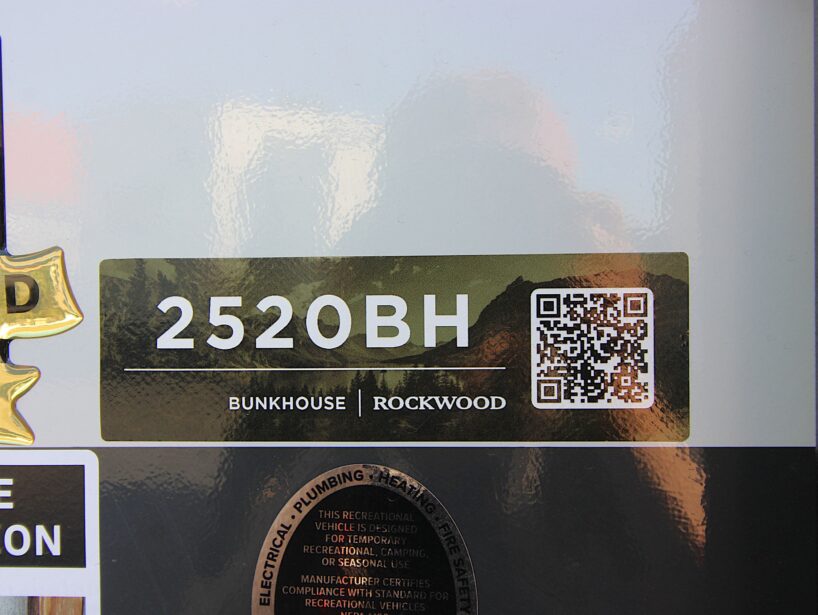 D
2520BH
BUNKHOUSE | ROCKWOOD
E
ION
ELECTRICAL • PLUMBING • HEATING • FIRE SAFETY
THIS RECREATIONAL
VEHICLE IS DESIGNED
FOR TEMPORARY
RECREATIONAL, CAMPING,
OR SEASONAL USE
MANUFACTURER CERTIFIES
COMPLIANCE WITH STANDARD FOR
RECREATIONAL VEHICLES